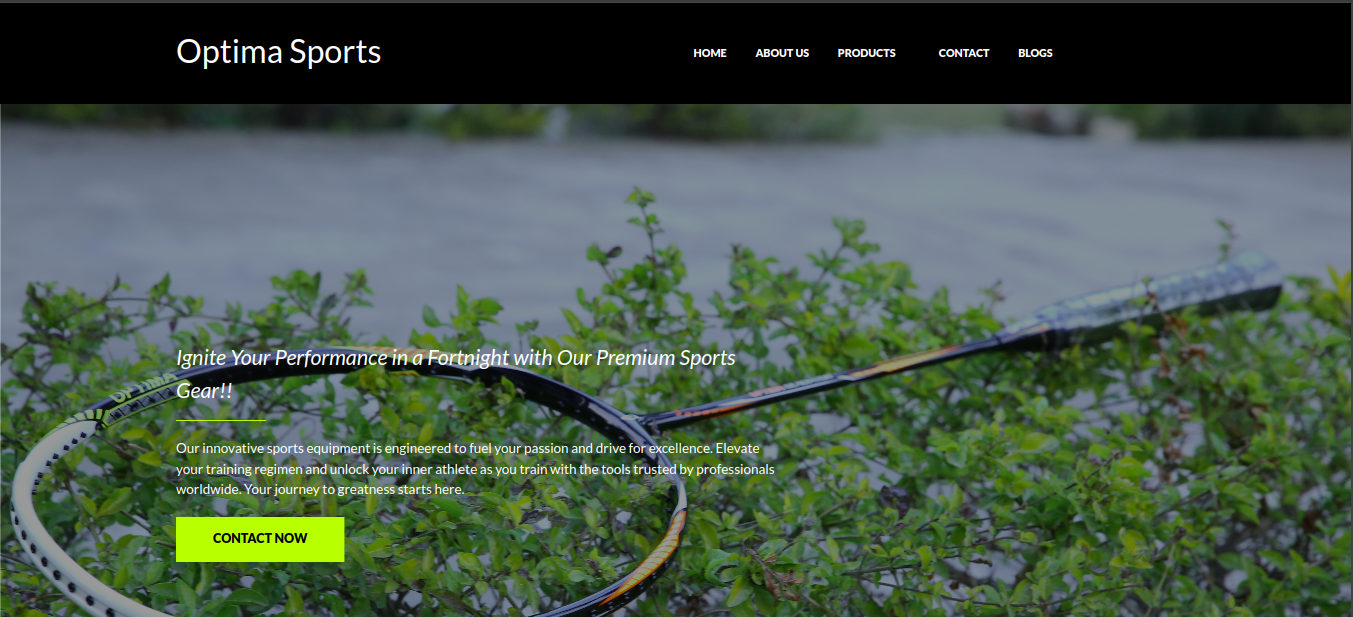 Optima Sports
HOME ABOUT US PRODUCTS CONTACT BLOGS
Ignite Your Performance in a Fortnight with Our Premium Sports
Gear!!
Our innovative sports equipment is engineered to fuel your passion and drive for excellence. Elevate
your training regimen and unlock your inner athlete as you train with the tools trusted by professionals
worldwide. Your journey to greatness starts here.
CONTACT NOW